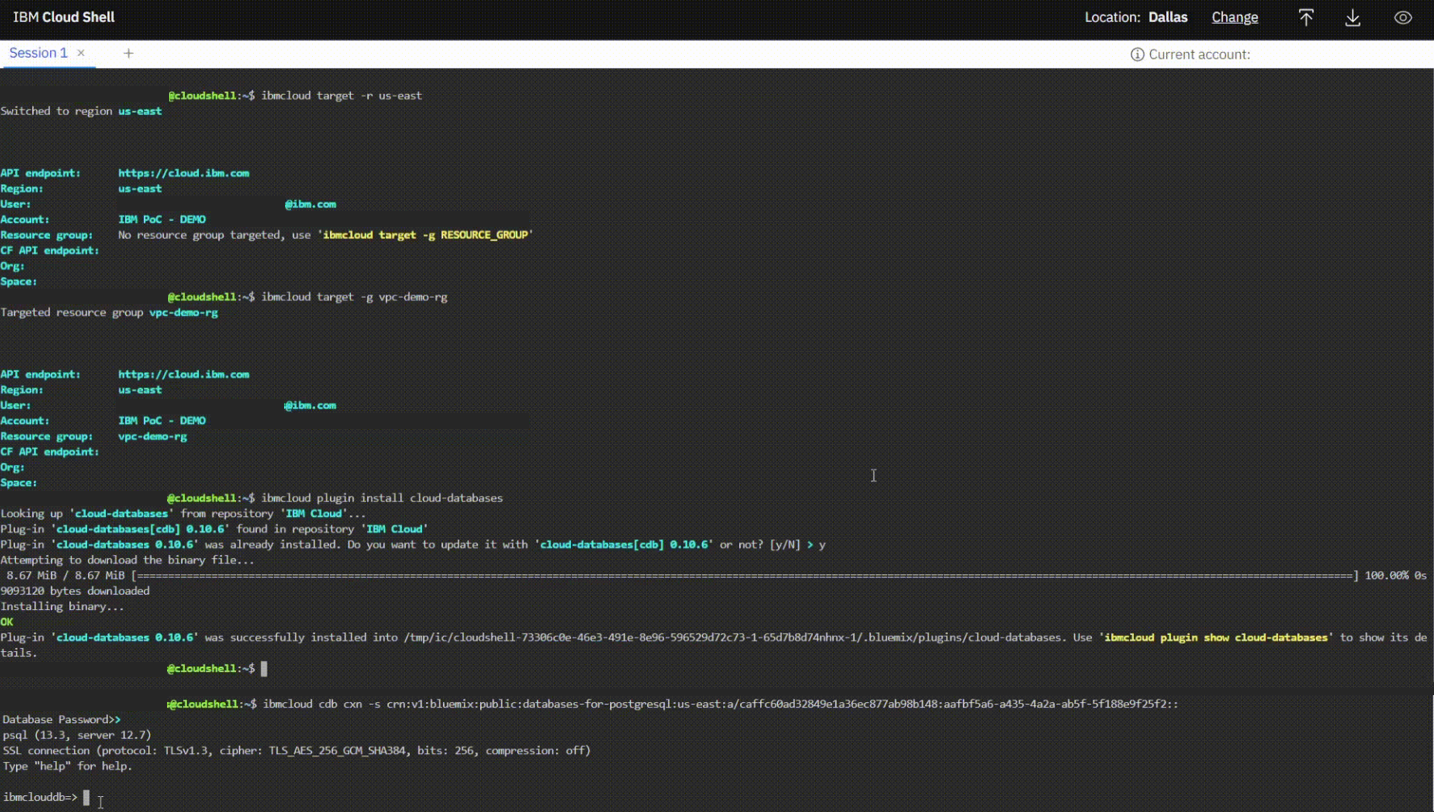 IBM Cloud Shell
Location: Dallas Change
Session 1 × +
Current account:
@cloudshell:~$ ibmcloud target -r us-east
Switched to region us-east
API endpoint: https://cloud.ibm.com
Region: us-east
User: @ibm.com
Account: IBM PoC - DEMO
Resource group: No resource group targeted, use 'ibmcloud target -g RESOURCE_GROUP'
CF API endpoint:
Org:
Space:
@cloudshell:~$ ibmcloud target -g vpc-demo-rg
Targeted resource group vpc-demo-rg
API endpoint: https://cloud.ibm.com
Region: us-east
User: @ibm.com
Account: IBM PoC - DEMO
Resource group: vpc-demo-rg
CF API endpoint:
Org:
Space:
@cloudshell:~$ ibmcloud plugin install cloud-databases
Looking up 'cloud-databases' from repository 'IBM Cloud'...
Plug-in 'cloud-databases[cdb] 0.10.6' found in repository 'IBM Cloud'
Plug-in 'cloud-databases 0.10.6' was already installed. Do you want to update it with 'cloud-databases[cdb] 0.10.6' or not? [y/N] > y
Attempting to download the binary file...
8.67 MiB / 8.67 MiB [=====================================================================] 100.00% 0s
9093120 bytes downloaded
Installing binary...
OK
Plug-in 'cloud-databases 0.10.6' was successfully installed into /tmp/ic/cloudshell-73306c0e-46e3-491e-8e96-596529d72c73-1-65d7b8d74nhnx-1/.bluemix/plugins/cloud-databases. Use 'ibmcloud plugin show cloud-databases' to show its de
tails.
@cloudshell:~$
@cloudshell:~$ ibmcloud cdb cxn -s crn:v1:bluemix:public:databases-for-postgresql:us-east:a/caffc60ad32849e1a36ec877ab98b148:aafbf5a6-a435-4a2a-ab5f-5f188e9f25f2::
Database Password>>
psql (13.3, server 12.7)
SSL connection (protocol: TLSv1.3, cipher: TLS_AES_256_GCM_SHA384, bits: 256, compression: off)
Type "help" for help.
ibmclouddb=>